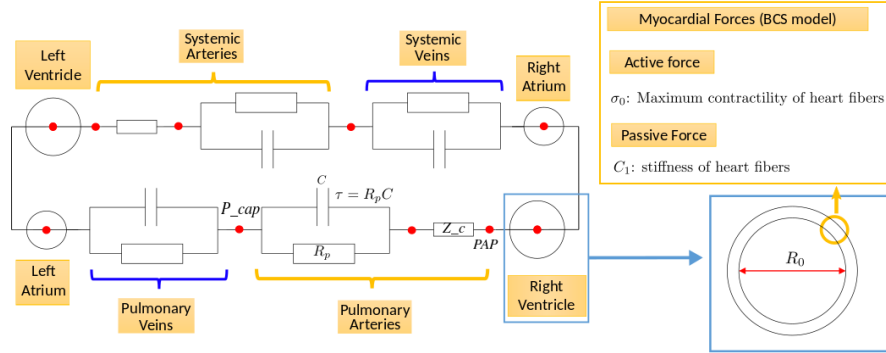 Myocardial Forces (BCS model)
Active force
σ₀: Maximum contractility of heart fibers
Passive Force
C₁: stiffness of heart fibers
Left
Ventricle
Systemic
Arteries
Systemic
Veins
Right
Atrium
C
τ = RₚC
P_cap
Rₚ
Z_c
PAP
Left
Atrium
Pulmonary
Veins
Pulmonary
Arteries
Right
Ventricle
R₀